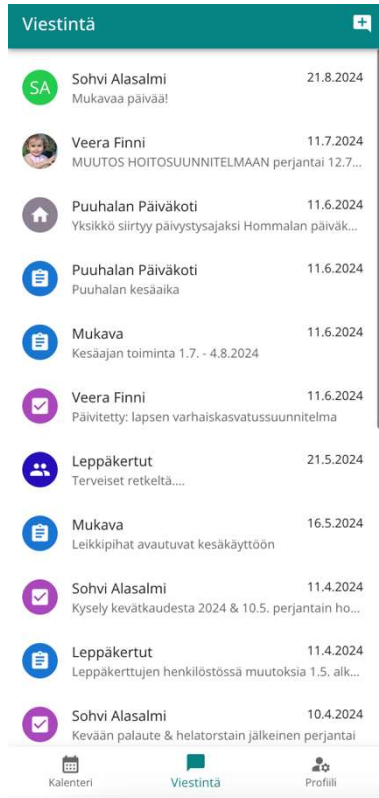 Viestintä
SA
Sohvi Alasalmi 21.8.2024
Mukavaa päivää!
Veera Finni 11.7.2024
MUUTOS HOITOSUUNNITELMAAN perjantai 12.7...
Puuhalan Päiväkoti 11.6.2024
Yksikkö siirtyy päivystysajaksi Hommalan päiväk...
Puuhalan Päiväkoti 11.6.2024
Puuhalan kesäaika
Mukava 11.6.2024
Kesäajan toiminta 1.7. - 4.8.2024
Veera Finni 11.6.2024
Päivitetty: lapsen varhaiskasvatussuunnitelma
Leppäkertut 21.5.2024
Terveiset retkeltä....
Mukava 16.5.2024
Leikkipihat avautuvat kesäkäyttöön
Sohvi Alasalmi 11.4.2024
Kysely kevätkaudesta 2024 & 10.5. perjantain ho...
Leppäkertut 11.4.2024
Leppäkerttujen henkilöstössä muutoksia 1.5. alk...
Sohvi Alasalmi 10.4.2024
Kevään palaute & helatorstain jälkeinen perjantai
Kalenteri Viestintä Profiili